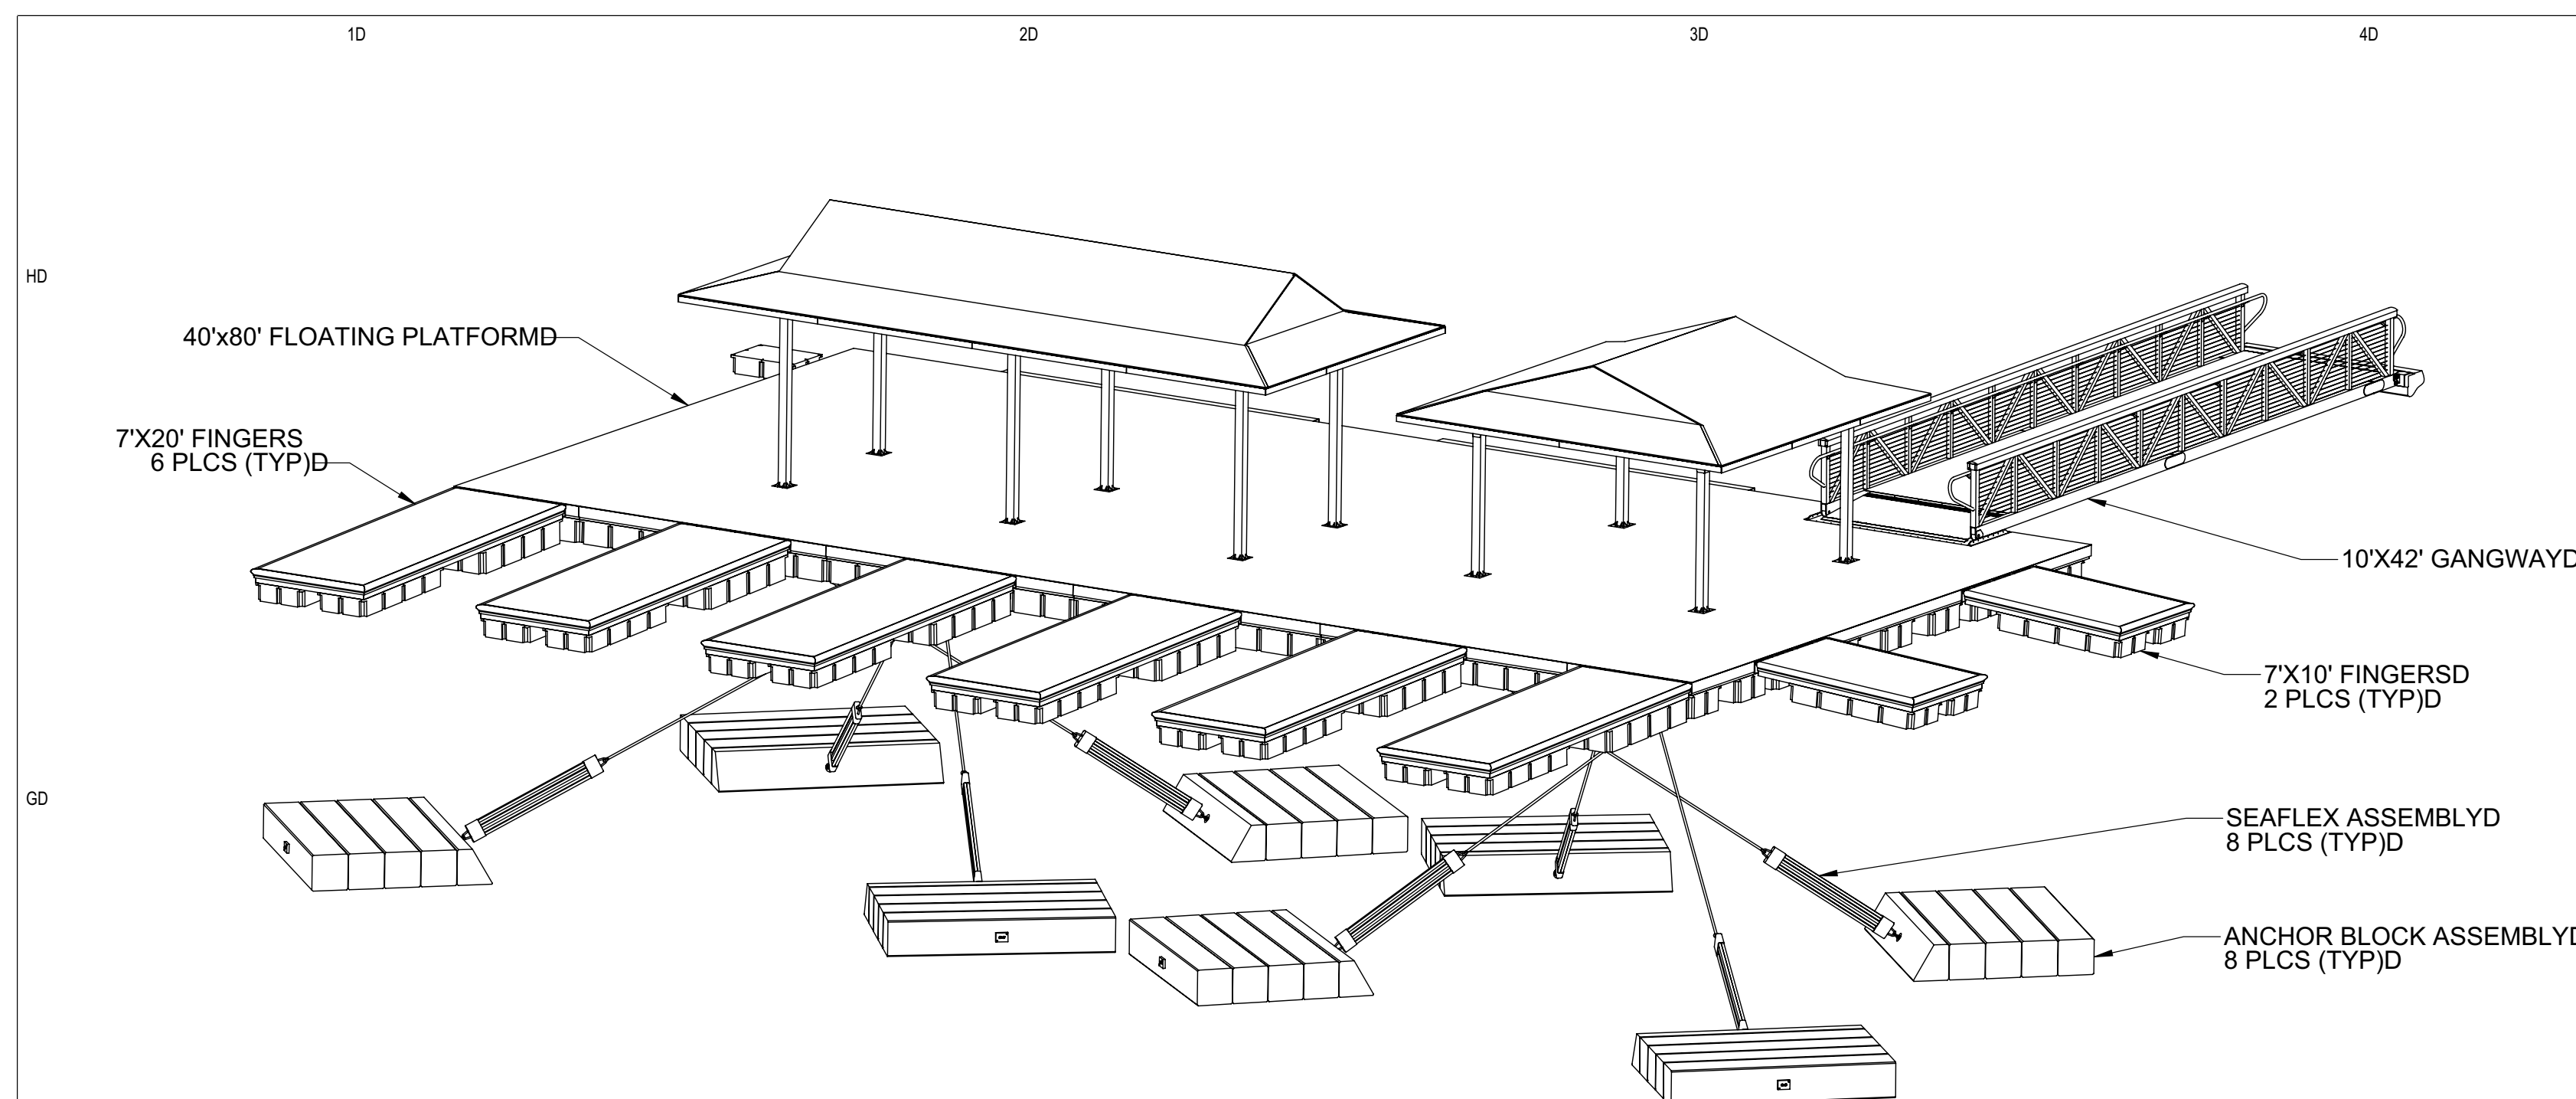 1D
2D
3D
4D
HD
40'x80' FLOATING PLATFORMD
7'X20' FINGERS
6 PLCS (TYP)D
10'X42' GANGWAYD
7'X10' FINGERSD
2 PLCS (TYP)D
GD
SEAFLEX ASSEMBLYD
8 PLCS (TYP)D
ANCHOR BLOCK ASSEMBLYD
8 PLCS (TYP)D